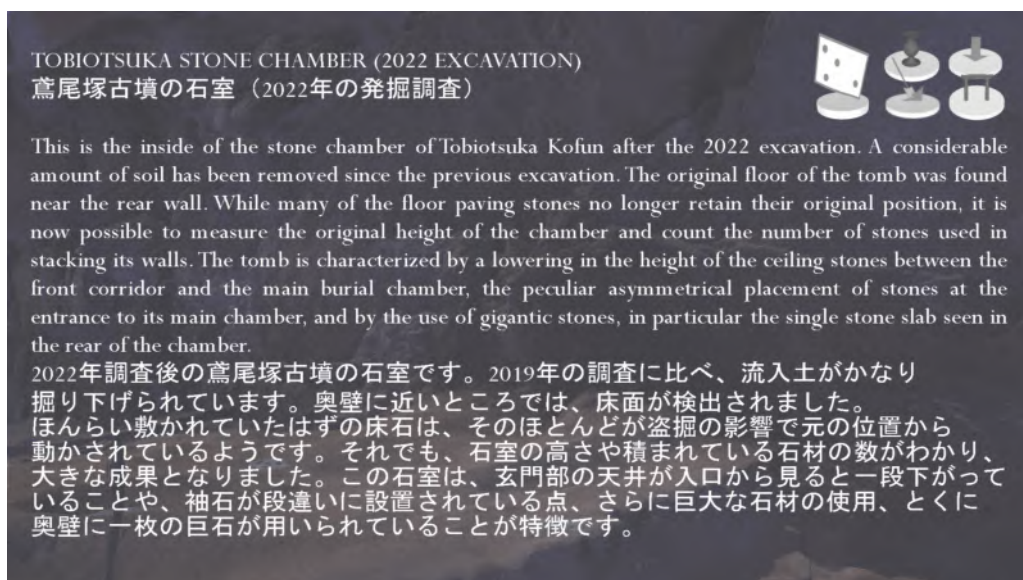 TOBIOTSUKA STONE CHAMBER (2022 EXCAVATION)
鳶尾塚古墳の石室（2022年の発掘調査）
This is the inside of the stone chamber of Tobiotsuka Kofun after the 2022 excavation. A considerable
amount of soil has been removed since the previous excavation. The original floor of the tomb was found
near the rear wall. While many of the floor paving stones no longer retain their original position, it is
now possible to measure the original height of the chamber and count the number of stones used in
stacking its walls. The tomb is characterized by a lowering in the height of the ceiling stones between the
front corridor and the main burial chamber, the peculiar asymmetrical placement of stones at the
entrance to its main chamber, and by the use of gigantic stones, in particular the single stone slab seen in
the rear of the chamber.
2022年調査後の鳶尾塚古墳の石室です。2019年の調査に比べ、流入土がかなり
掘り下げられています。奥壁に近いところでは、床面が検出されました。
ほんらい敷かれていたはずの床石は、そのほとんどが盗掘の影響で元の位置から
動かされているようです。それでも、石室の高さや積まれている石材の数がわかり、
大きな成果となりました。この石室は、玄門部の天井が入口から見ると一段下がって
いることや、袖石が段違いに設置されている点、さらに巨大な石材の使用、とくに
奥壁に一枚の巨石が用いられていることが特徴です。